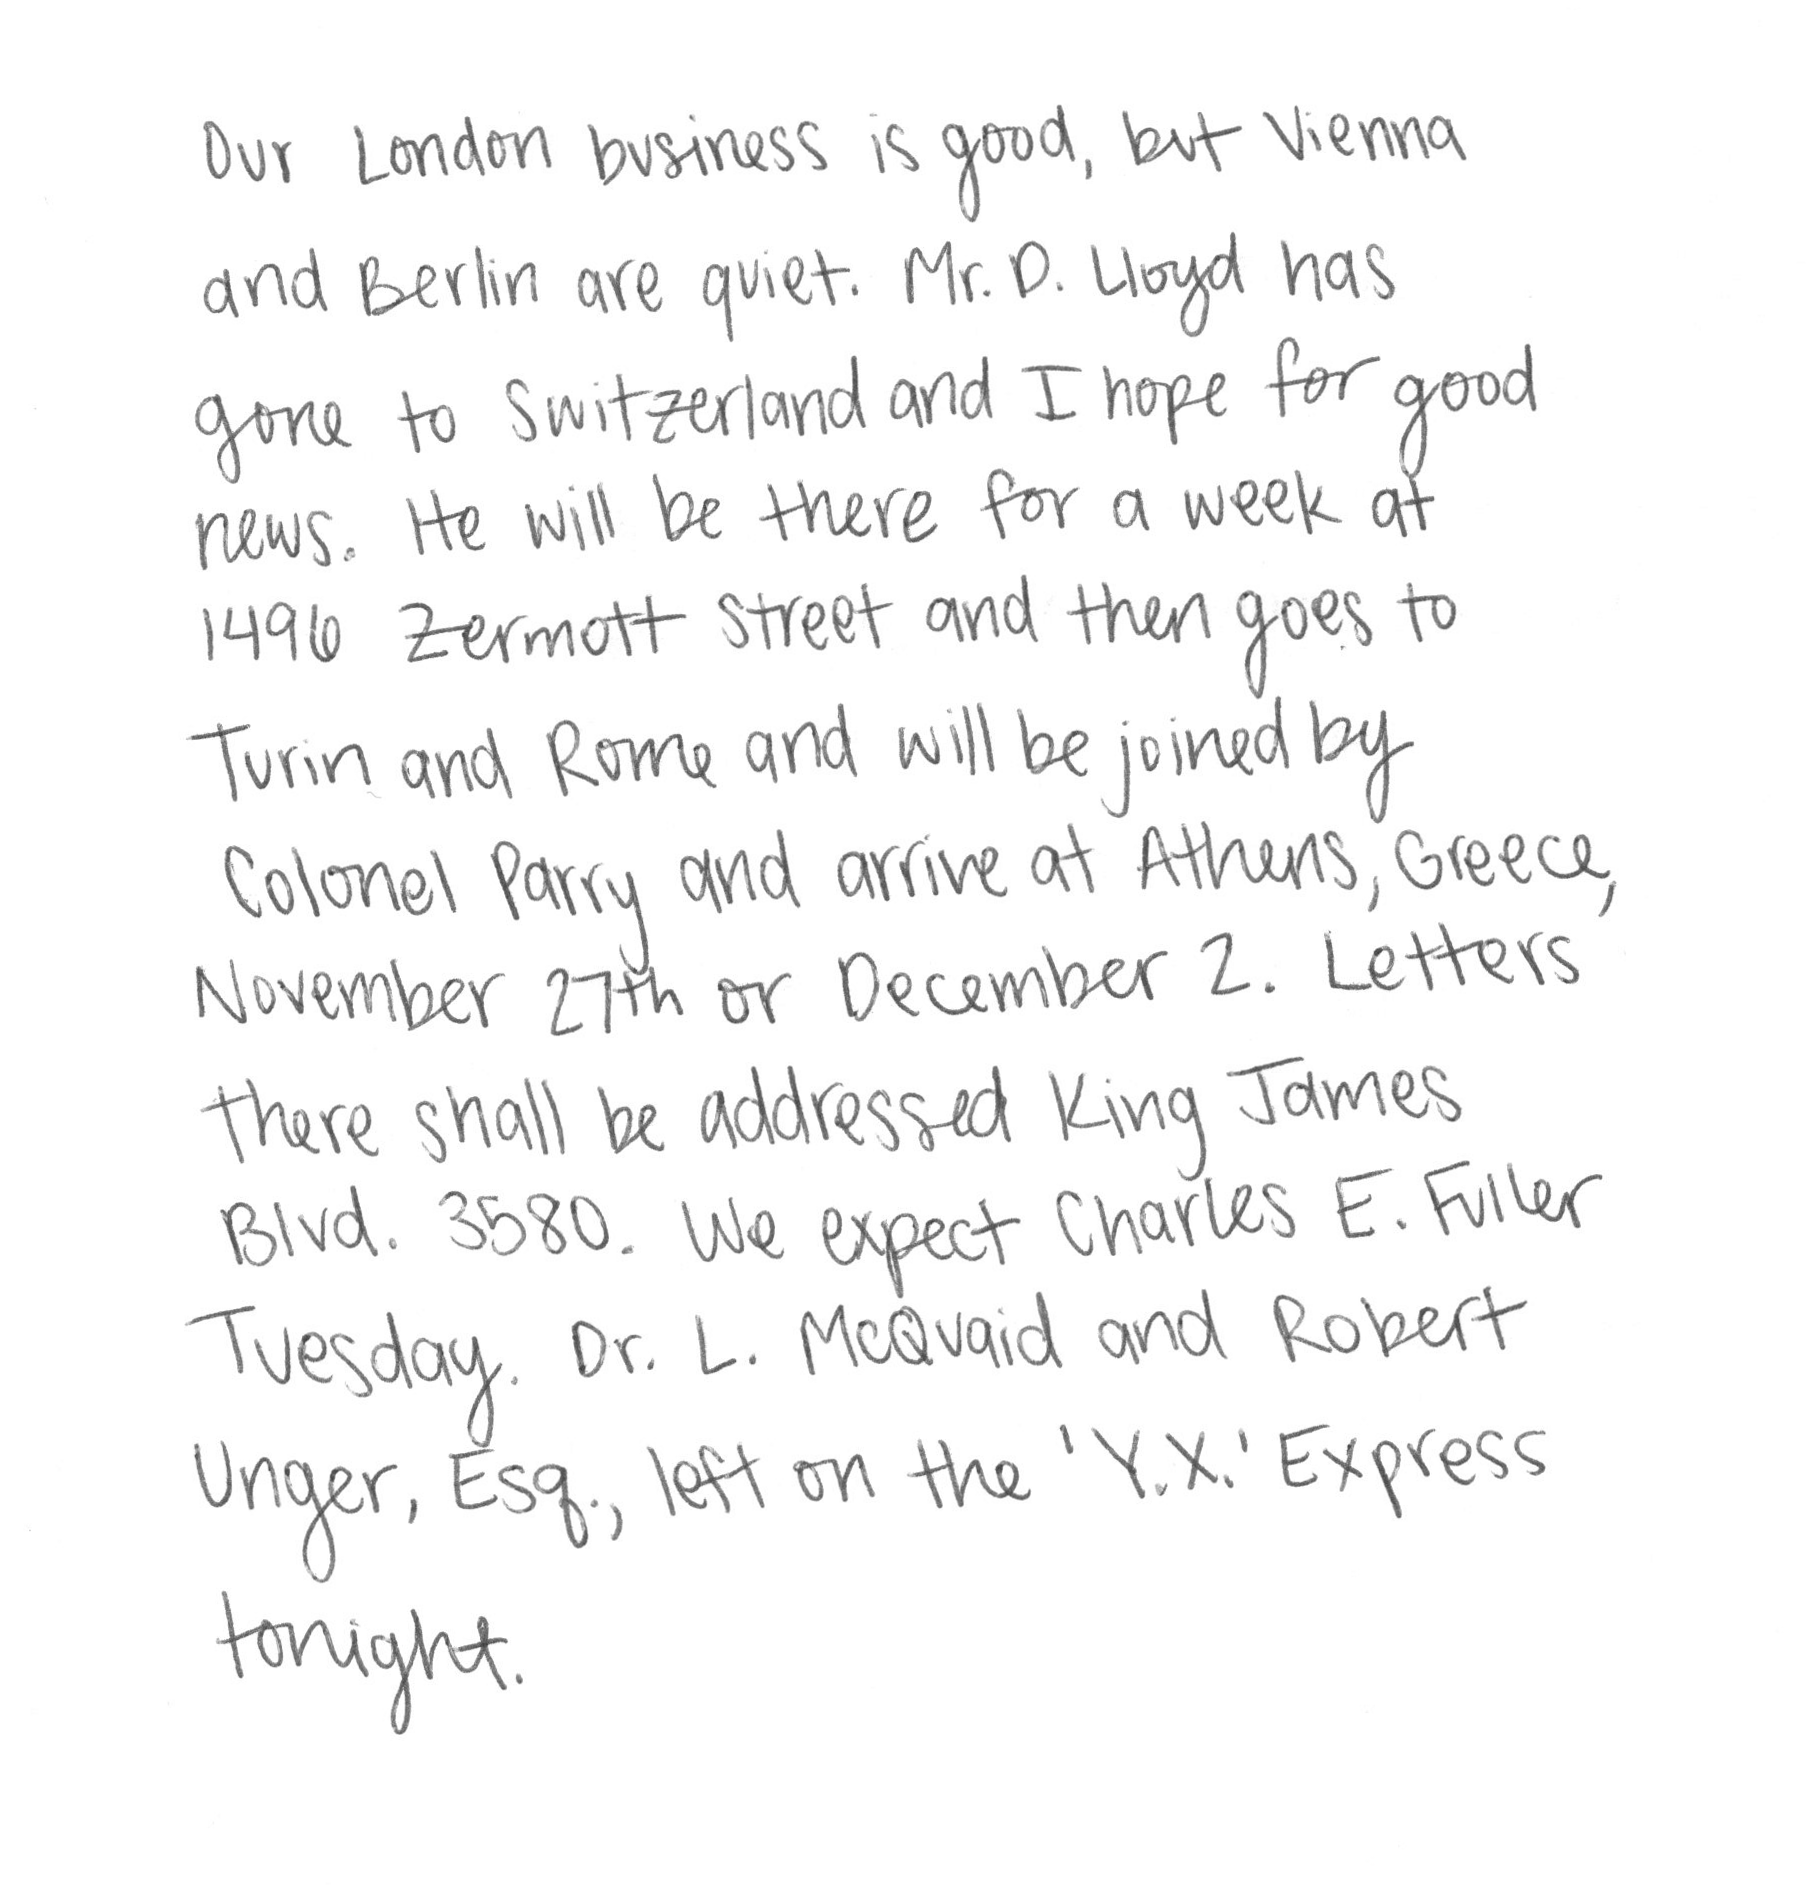 Our London business is good, but Vienna
and Berlin are quiet. Mr. D. Lloyd has
gone to Switzerland and I hope for good
news. He will be there for a week at
1496 Zermott Street and then goes to
Turin and Rome and will be joined by
Colonel Parry and arrive at Athens, Greece,
November 27th or December 2. Letters
there shall be addressed King James
Blvd. 3580. We expect Charles E. Fuller
Tuesday. Dr. L. McQuaid and Robert
Unger, Esq., left on the 'Y.X.' Express
tonight.